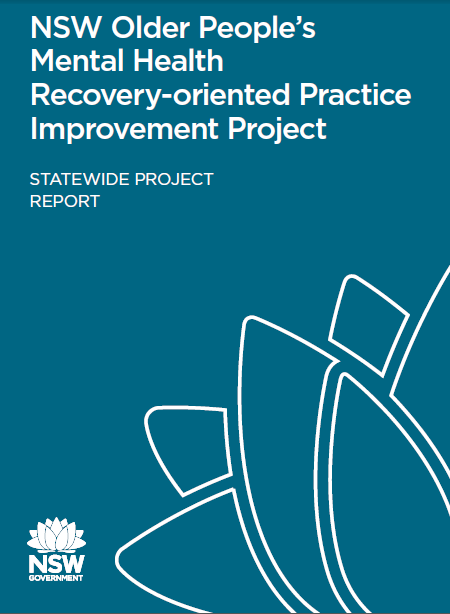 NSW Older People’s
Mental Health
Recovery-oriented Practice
Improvement Project
STATEWIDE PROJECT
REPORT
NSW
GOVERNMENT